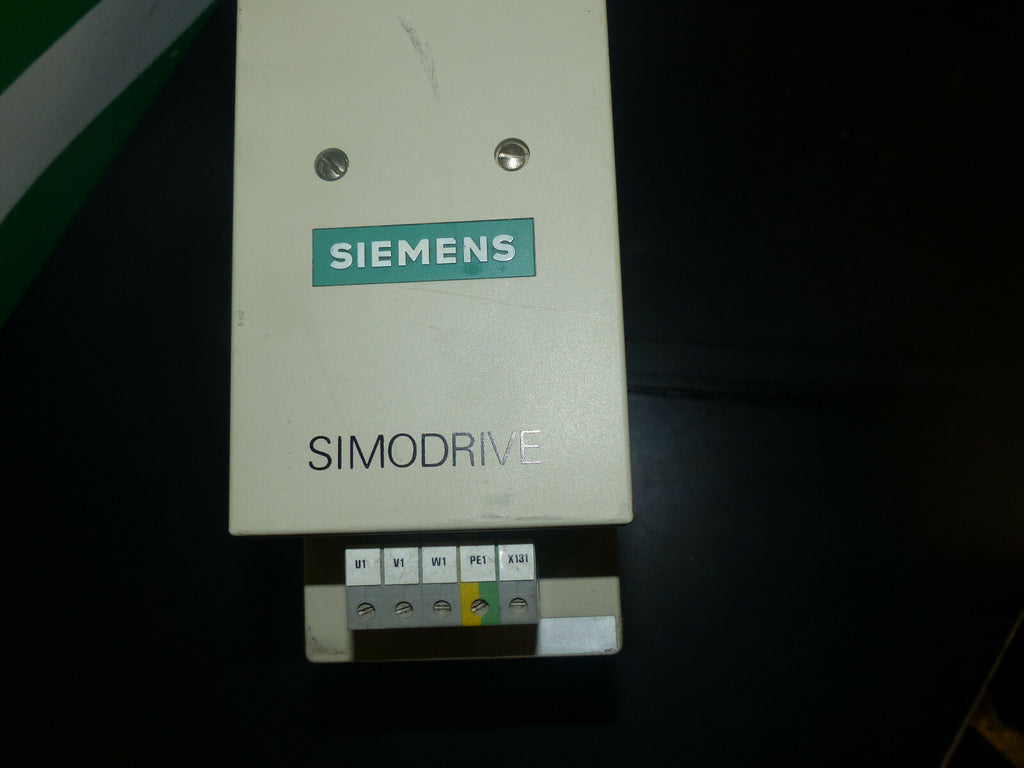 SIEMENS
SIMODRIVE
U1 V1 W1 PE1 X131